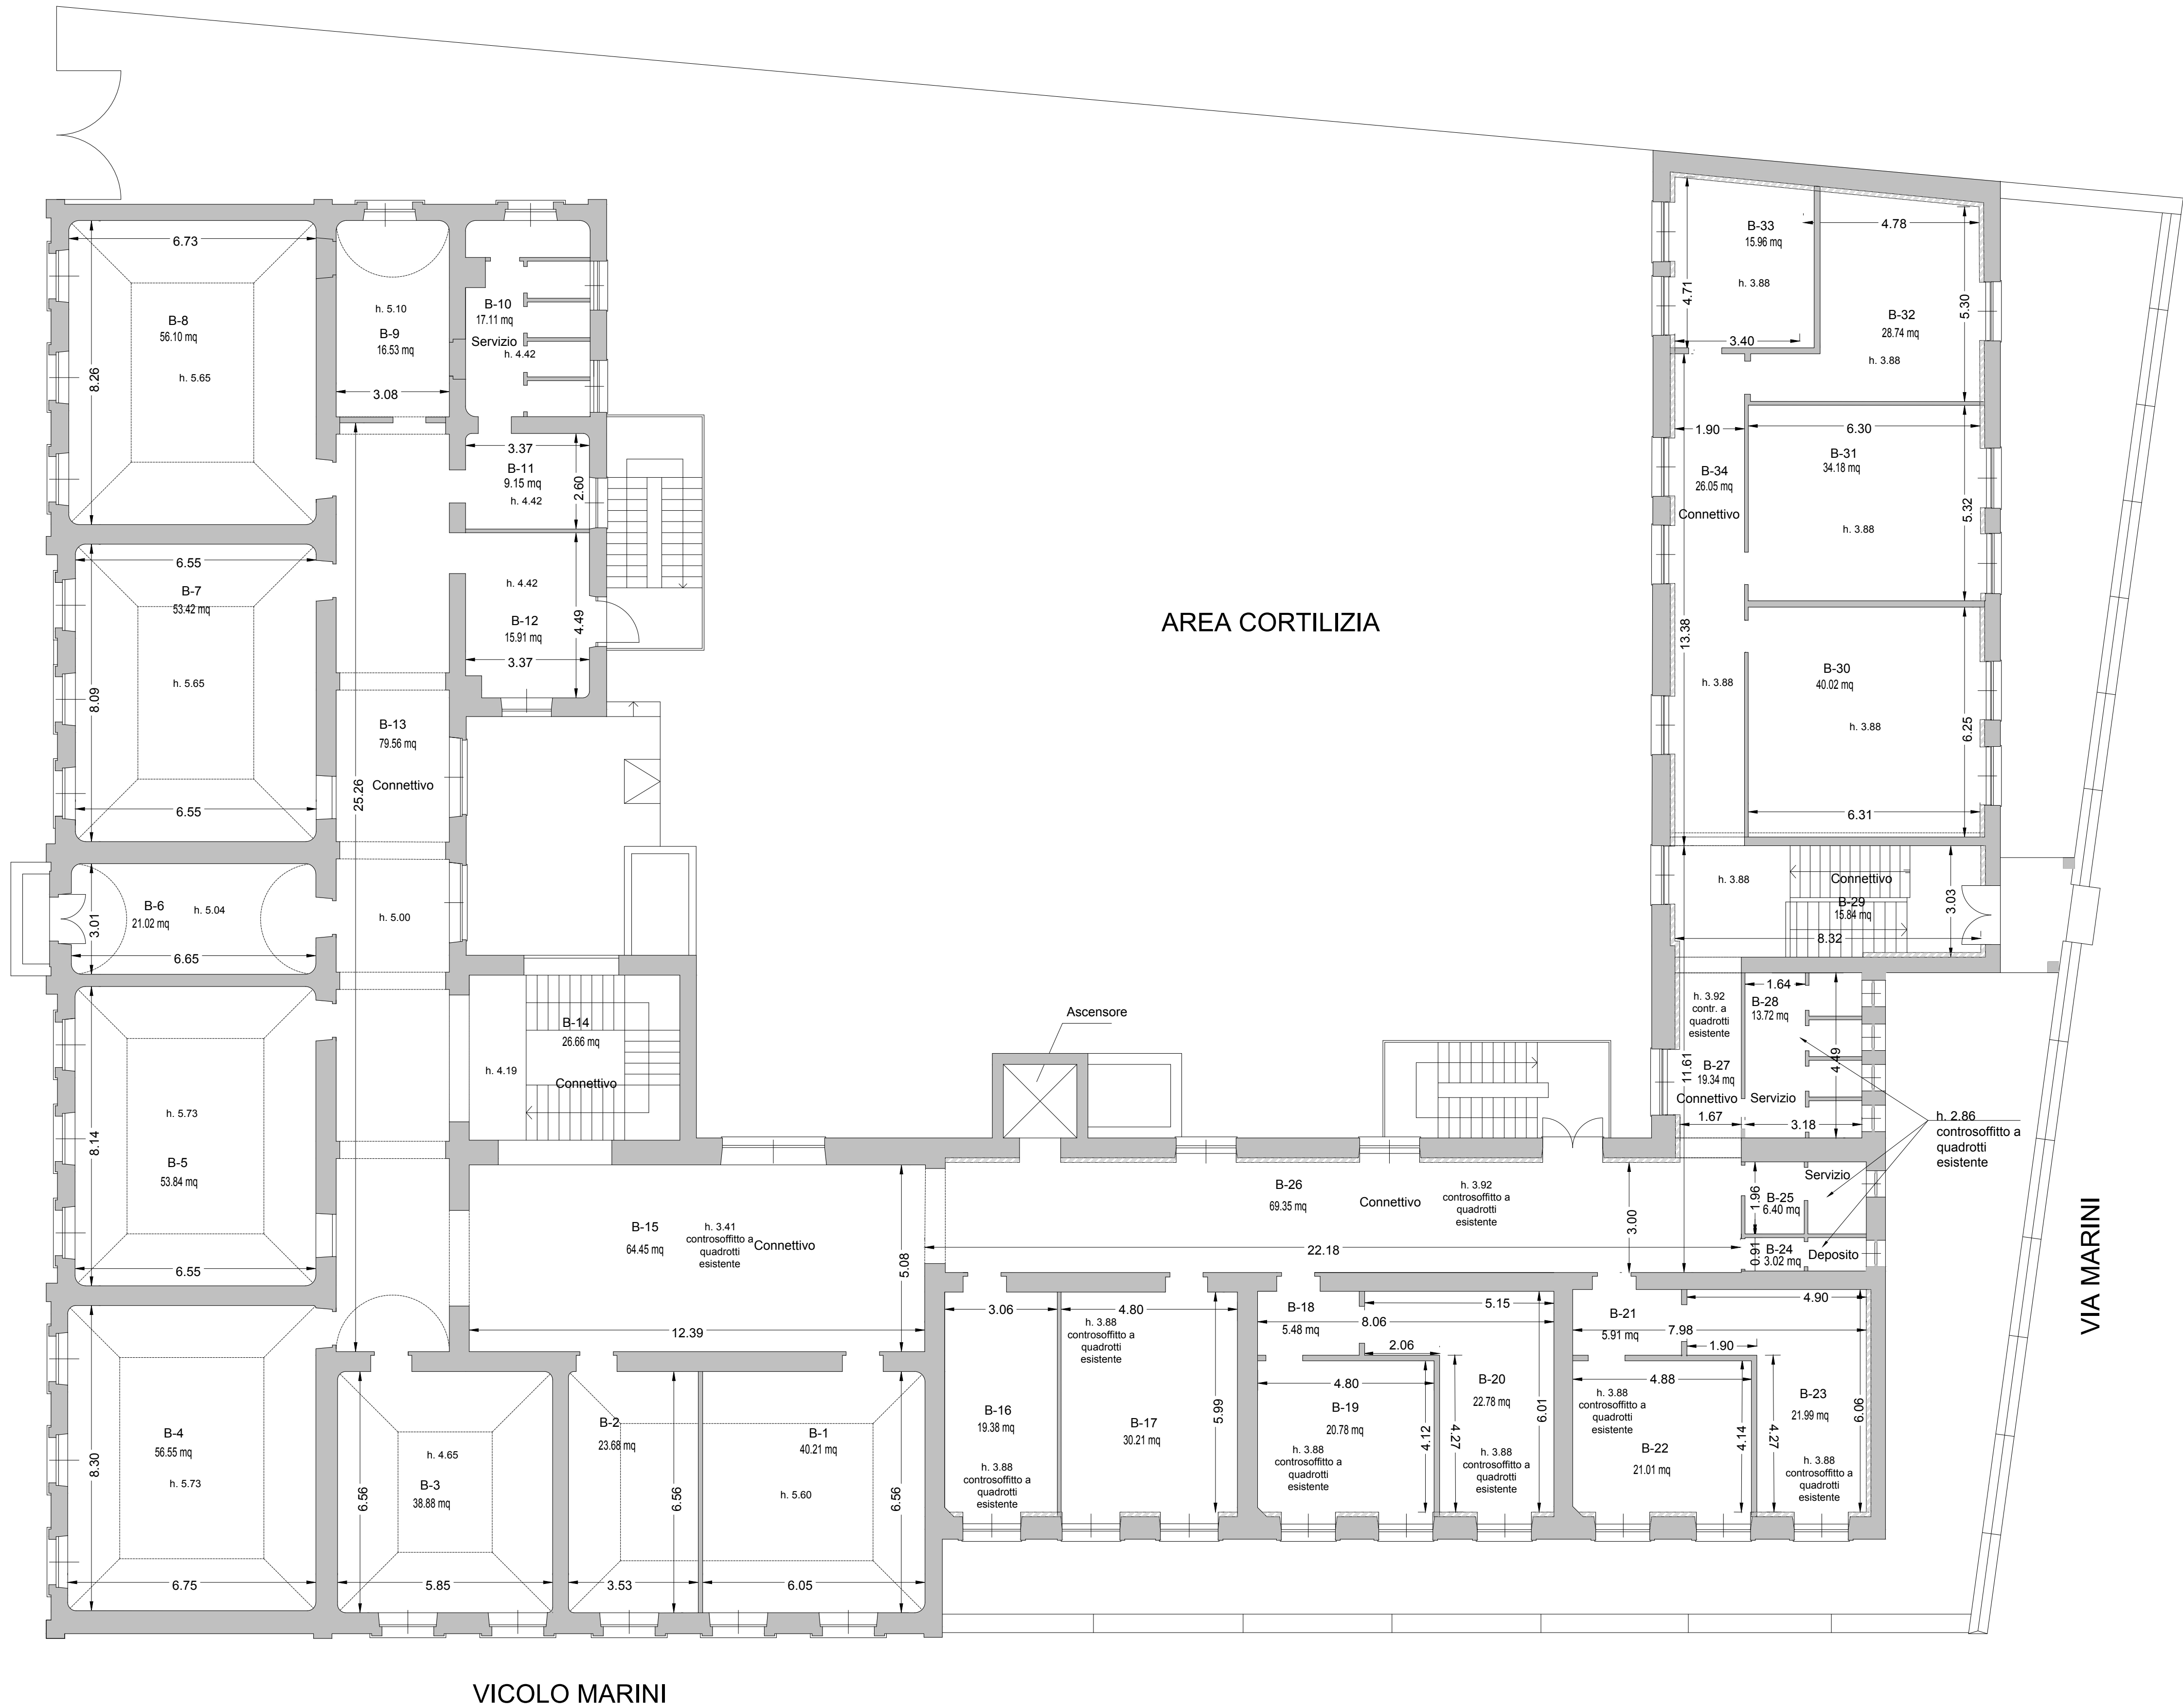 6.73
B-8
56.10 mq
h. 5.65
8.26
h. 5.10
B-9
16.53 mq
3.08
B-10
17.11 mq
Servizio
h. 4.42
3.37
B-11
9.15 mq
h. 4.42
2.60
h. 4.42
B-12
15.91 mq
3.37
4.49
6.55
B-7
53.42 mq
h. 5.65
8.09
6.55
B-13
79.56 mq
Connettivo
25.26
h. 5.00
B-6
21.02 mq
h. 5.04
3.01
6.65
h. 5.73
B-5
53.84 mq
8.14
6.55
B-14
26.66 mq
h. 4.19
Connettivo
B-4
56.55 mq
h. 5.73
8.30
6.75
h. 4.65
B-3
38.88 mq
6.56
5.85
B-2
23.68 mq
6.56
3.53
B-1
40.21 mq
h. 5.60
6.56
6.05
B-15
64.45 mq
h. 3.41
controsoffitto a
quadrotti
esistente
Connettivo
5.08
12.39
AREA CORTILIZIA
Ascensore
B-26
69.35 mq
Connettivo
h. 3.92
controsoffitto a
quadrotti
esistente
22.18
3.00
3.06
B-16
19.38 mq
h. 3.88
controsoffitto a
quadrotti
esistente
4.80
h. 3.88
controsoffitto a
quadrotti
esistente
B-17
30.21 mq
5.99
B-18
5.48 mq
5.15
8.06
2.06
4.80
B-19
20.78 mq
h. 3.88
controsoffitto a
quadrotti
esistente
4.12
4.27
B-20
22.78 mq
h. 3.88
controsoffitto a
quadrotti
esistente
6.01
B-21
5.91 mq
4.90
7.98
1.90
4.88
h. 3.88
controsoffitto a
quadrotti
esistente
B-22
21.01 mq
4.14
4.27
B-23
21.99 mq
h. 3.88
controsoffitto a
quadrotti
esistente
6.06
B-33
15.96 mq
h. 3.88
4.71
3.40
4.78
B-32
28.74 mq
h. 3.88
5.30
1.90
B-34
26.05 mq
Connettivo
13.38
h. 3.88
6.30
B-31
34.18 mq
h. 3.88
5.32
B-30
40.02 mq
h. 3.88
6.25
6.31
h. 3.88
Connettivo
B-29
15.84 mq
8.32
3.03
h. 3.92
contr. a
quadrotti
esistente
B-27
19.34 mq
Connettivo
1.67
11.61
1.64
B-28
13.72 mq
4.49
Servizio
3.18
h. 2.86
controsoffitto a
quadrotti
esistente
Servizio
B-25
6.40 mq
1.96
B-24
3.02 mq
0.91
Deposito
VIA MARINI
VICOLO MARINI